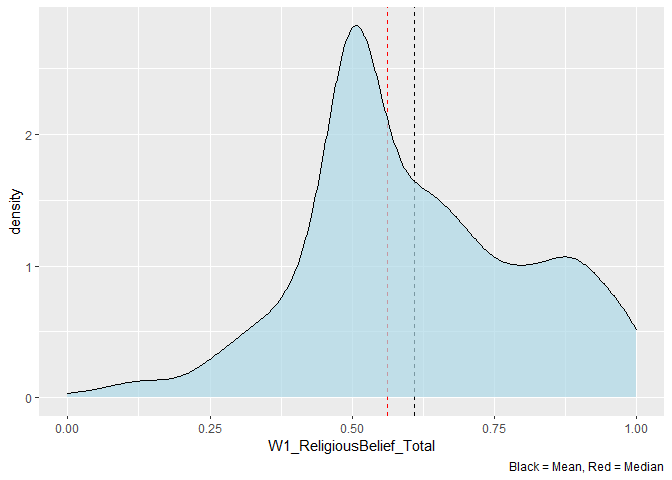 density
2
1
0
0.00 0.25 0.50 0.75 1.00
W1_ReligiousBelief_Total
Black = Mean, Red = Median